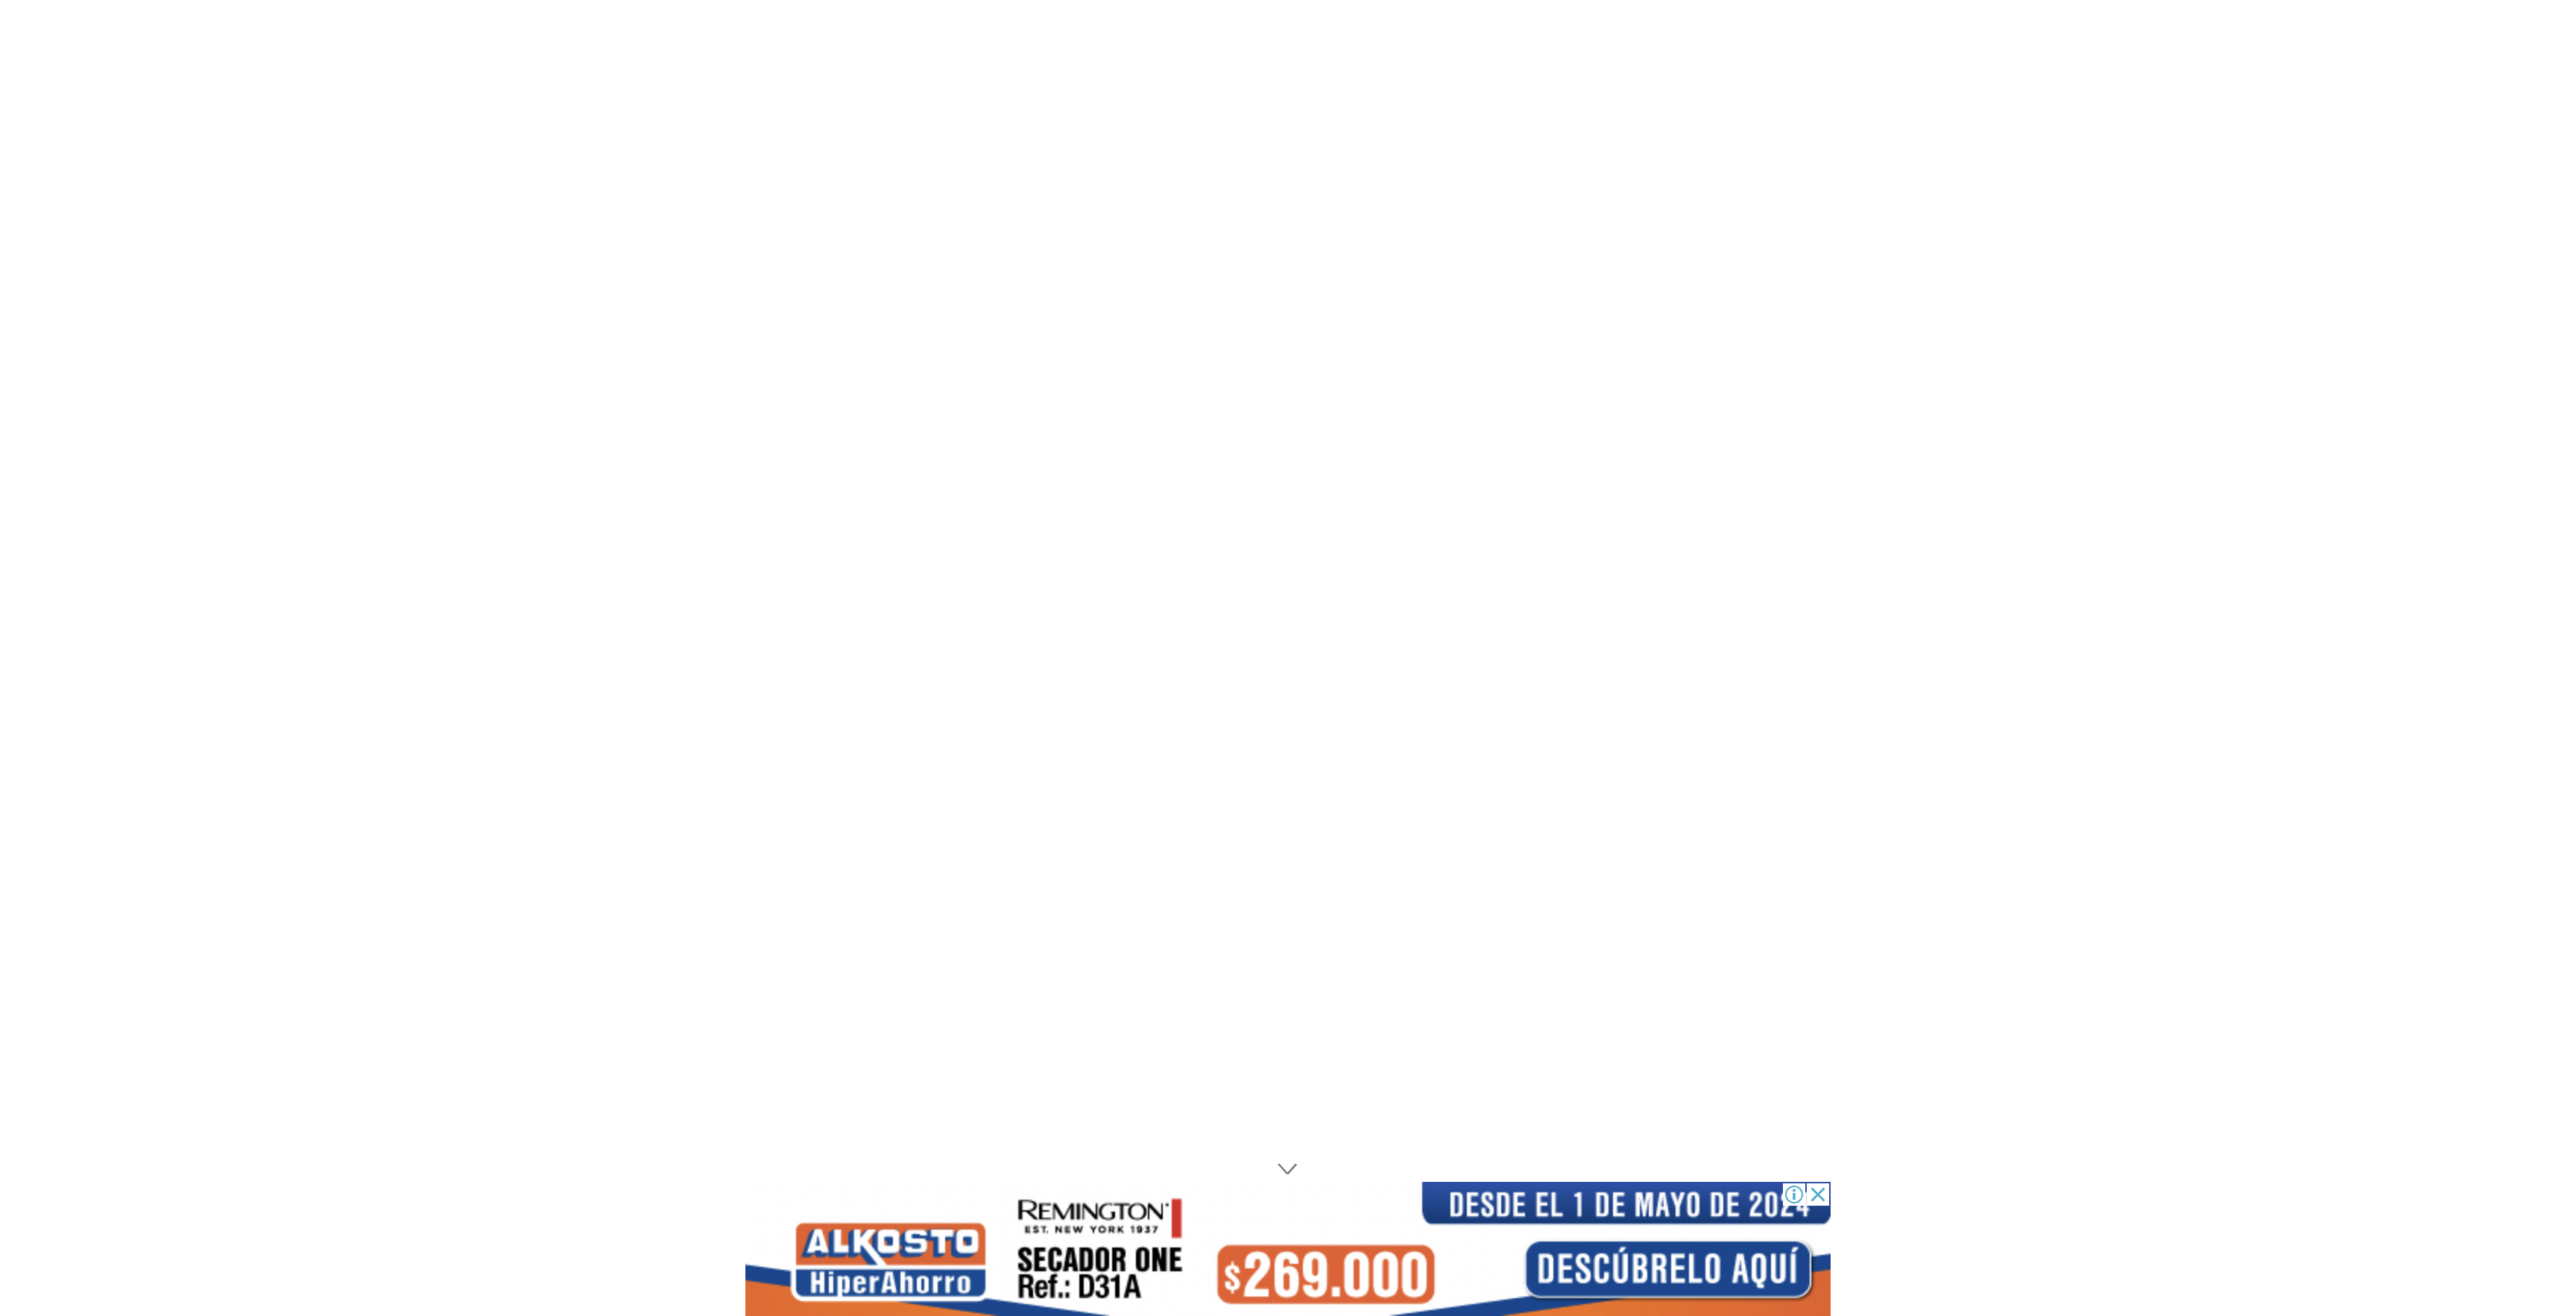 DESDE EL 1 DE MAYO DE 2024
REMINGTON
EST. NEW YORK 1937
ALKOSTO
HiperAhorro
SECADOR ONE
Ref.: D31A
$269.000
DESCÚBRELO AQUÍ